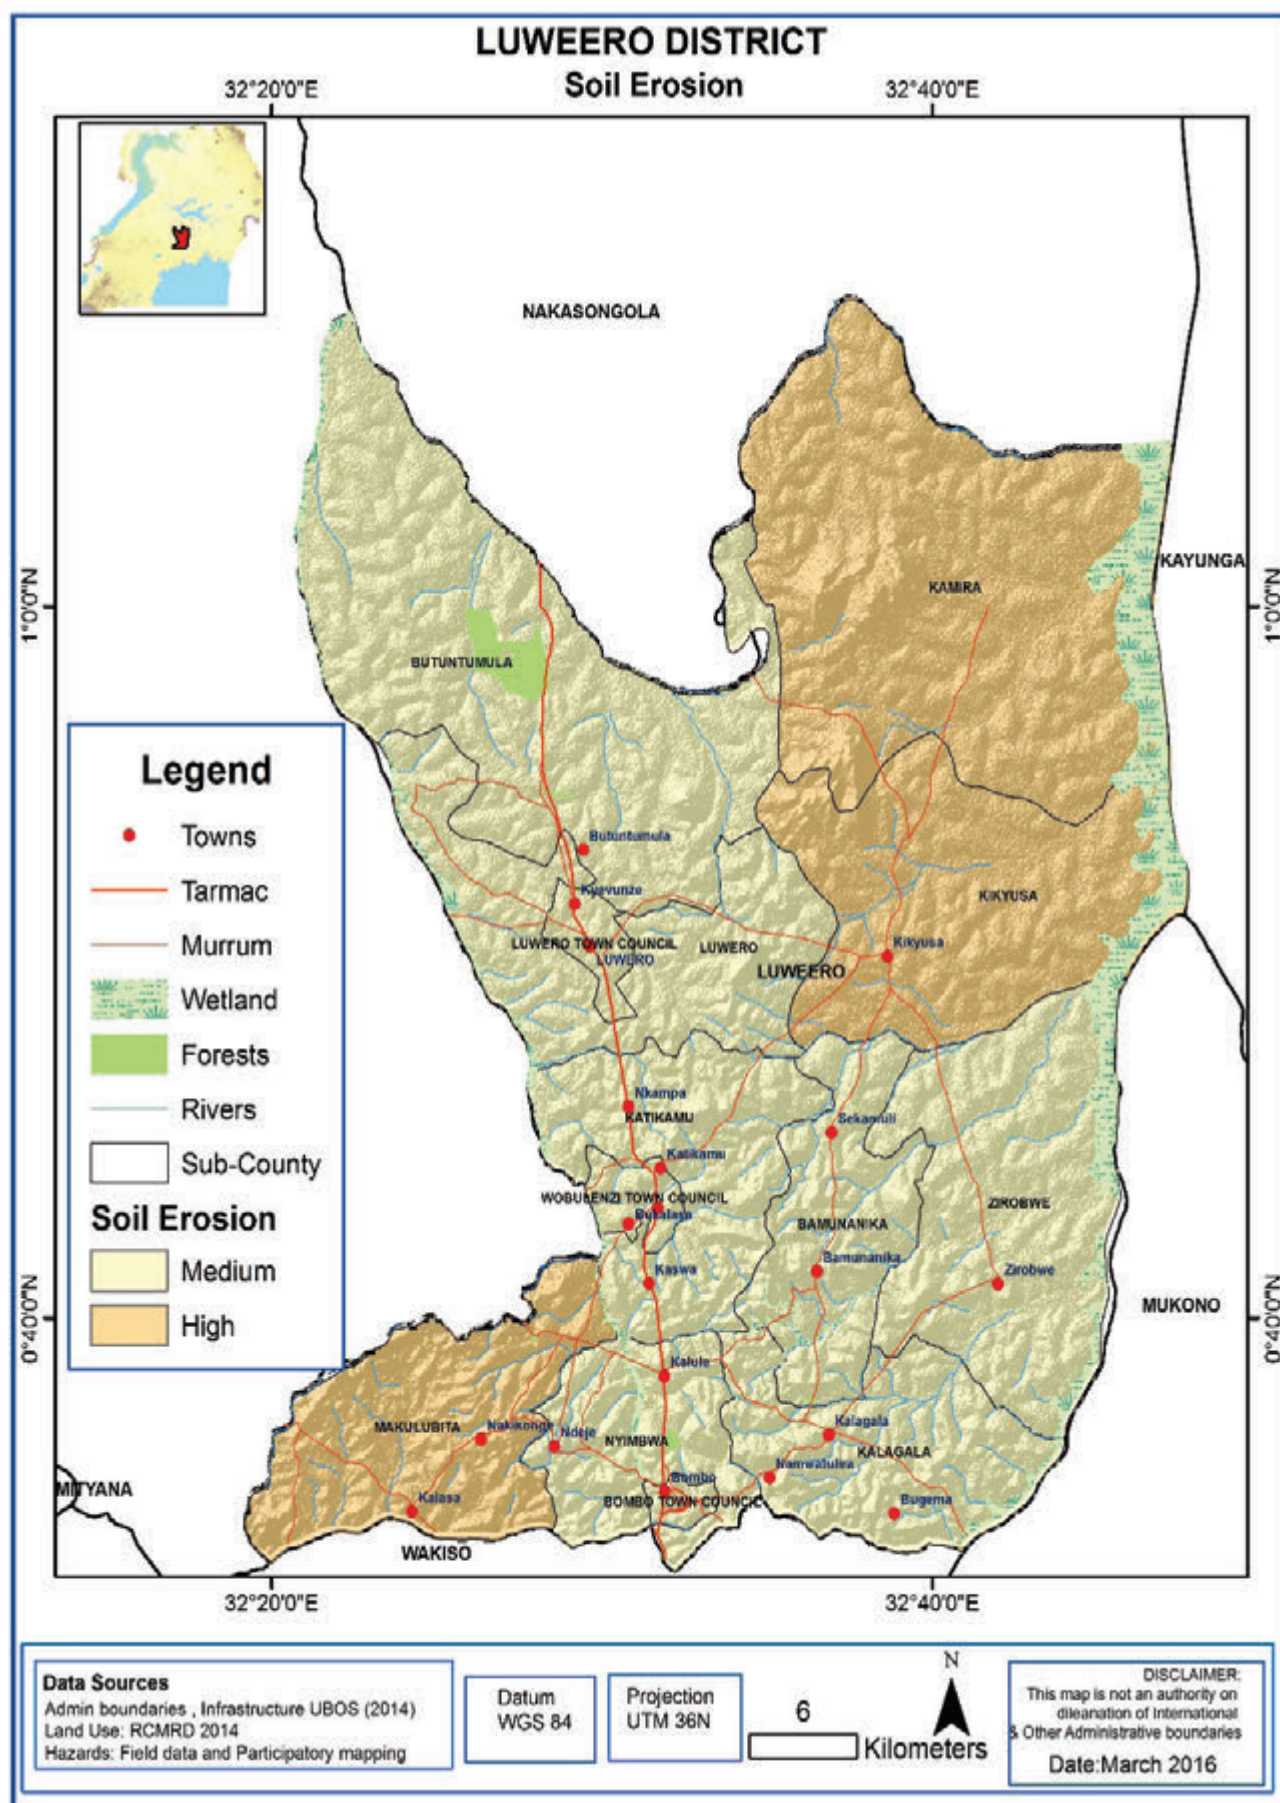 LUWEERO DISTRICT
Soil Erosion
32°20'0"E
32°40'0"E
NAKASONGOLA
KAYUNGA
KAMIRA
1°0'0"N
1°0'0"N
BUTUNTUMULA
Legend
Towns
Tarmac
Murrum
Wetland
Forests
Rivers
Sub-County
Soil Erosion
Medium
High
Butuntumula
Kyevunze
KIKYUSA
LUWERO TOWN COUNCIL
LUWERO
Kikyusa
LUWERO
LUWEERO
Nkampa
KATIKAMU
Sekamuli
Katikamu
WOBULENZI TOWN COUNCIL
ZIROBWE
Bukalasa
BAMUNANIKA
Bamunanika
Kaswa
Zirobwe
MUKONO
0°40'0"N
0°40'0"N
Kalule
MAKULUBITA
Nakikonge
Ndeje
NYIMBWA
Kalagala
KALAGALA
Namwalulira
MITYANA
Kalasa
Bombo
BOMBO TOWN COUNCIL
Bugema
WAKISO
32°20'0"E
32°40'0"E
Data Sources
Admin boundaries , Infrastructure UBOS (2014)
Land Use: RCMRD 2014
Hazards: Field data and Participatory mapping
Datum
WGS 84
Projection
UTM 36N
6
Kilometers
N
DISCLAIMER:
This map is not an authority on
dileanation of International
& Other Administrative boundaries
Date:March 2016